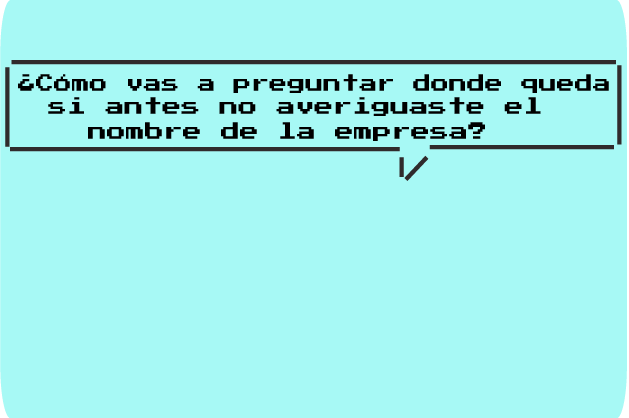 ¿Cómo vas a preguntar donde queda
si antes no averiguaste el
nombre de la empresa?